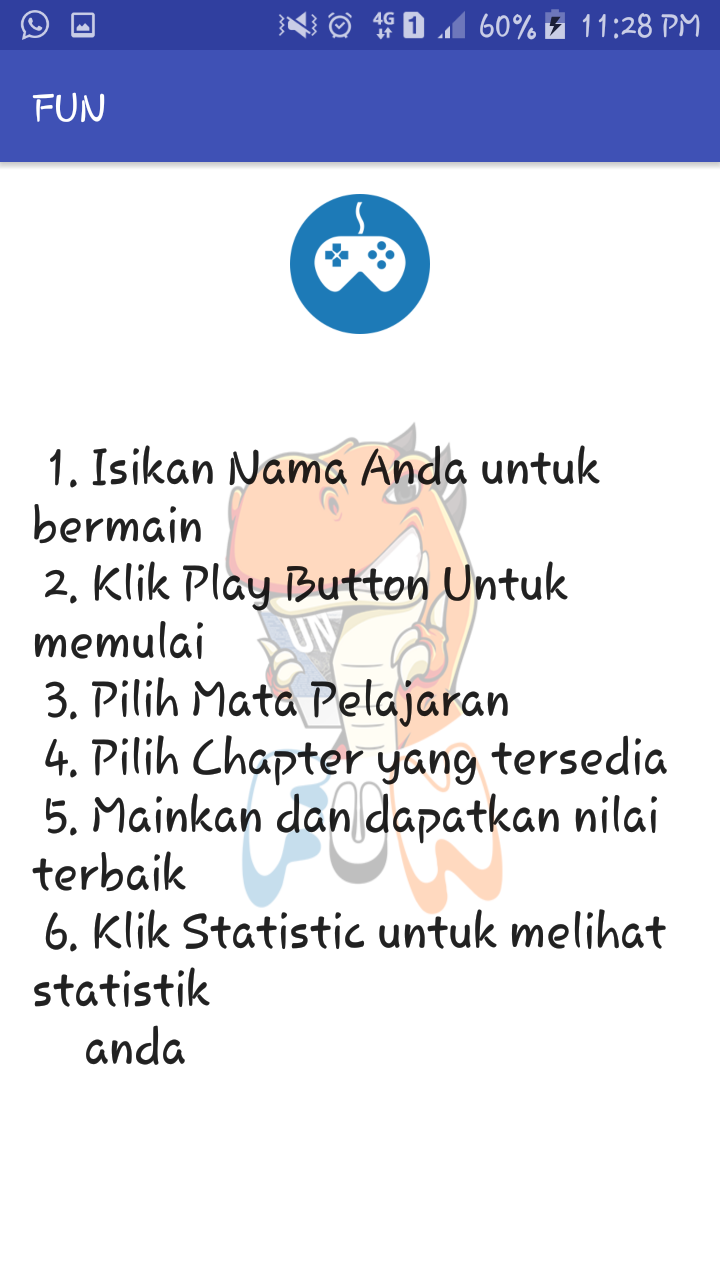 4G 1 60% 11:28 PM
FUN
1. Isikan Nama Anda untuk
bermain
2. Klik Play Button Untuk
memulai
3. Pilih Mata Pelajaran
4. Pilih Chapter yang tersedia
5. Mainkan dan dapatkan nilai
terbaik
6. Klik Statistic untuk melihat
statistik
anda
UN
FUN